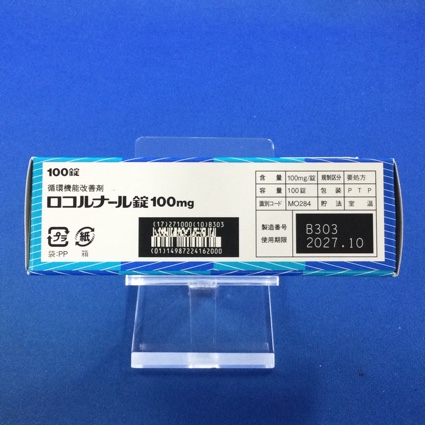 100錠
循環機能改善剤
ロコルナール錠100mg
(17)271000(10)B303
(01)14987224162000
プラ
袋:PP
紙
箱
含量 100mg/錠 規制区分 要処方
容量 100錠 包装 PTP
識別コード MO284 貯法 室温
製造番号 B303
使用期限 2027.10